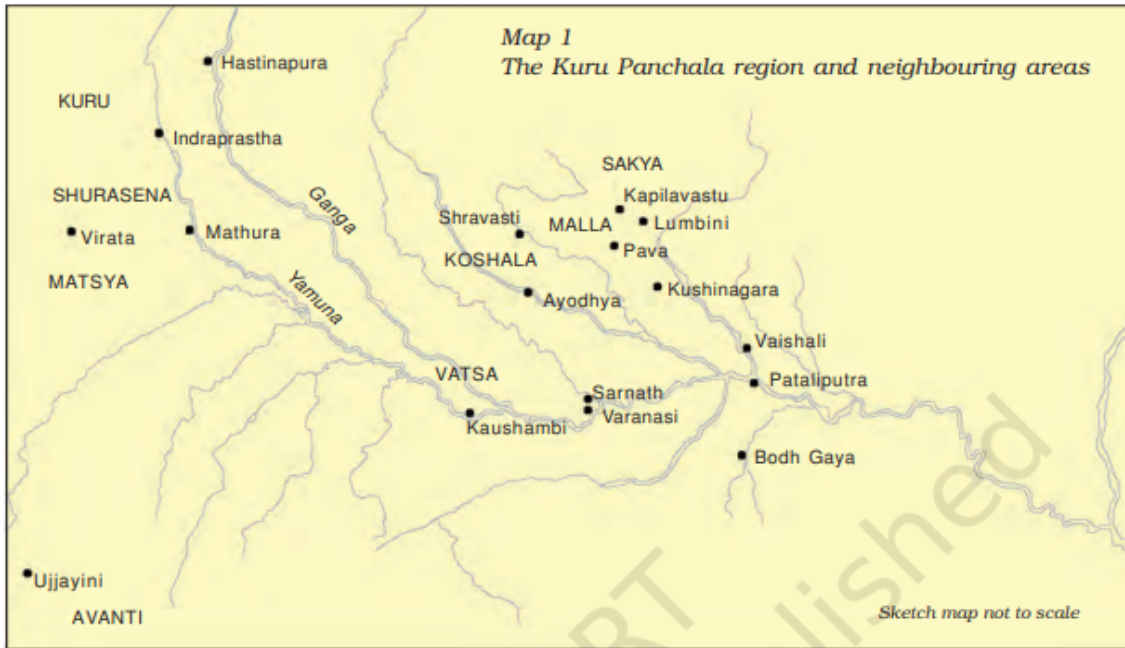 Map 1
The Kuru Panchala region and neighbouring areas
Hastinapura
KURU
Indraprastha
SAKYA
Kapilavastu
SHURASENA
Ganga
Shravasti
MALLA
Lumbini
Virata
Mathura
Pava
KOSHALA
MATSYA
Yamuna
Ayodhya
Kushinagara
Vaishali
VATSA
Pataliputra
Sarnath
Kaushambi
Varanasi
Bodh Gaya
Ujjayini
AVANTI
Sketch map not to scale